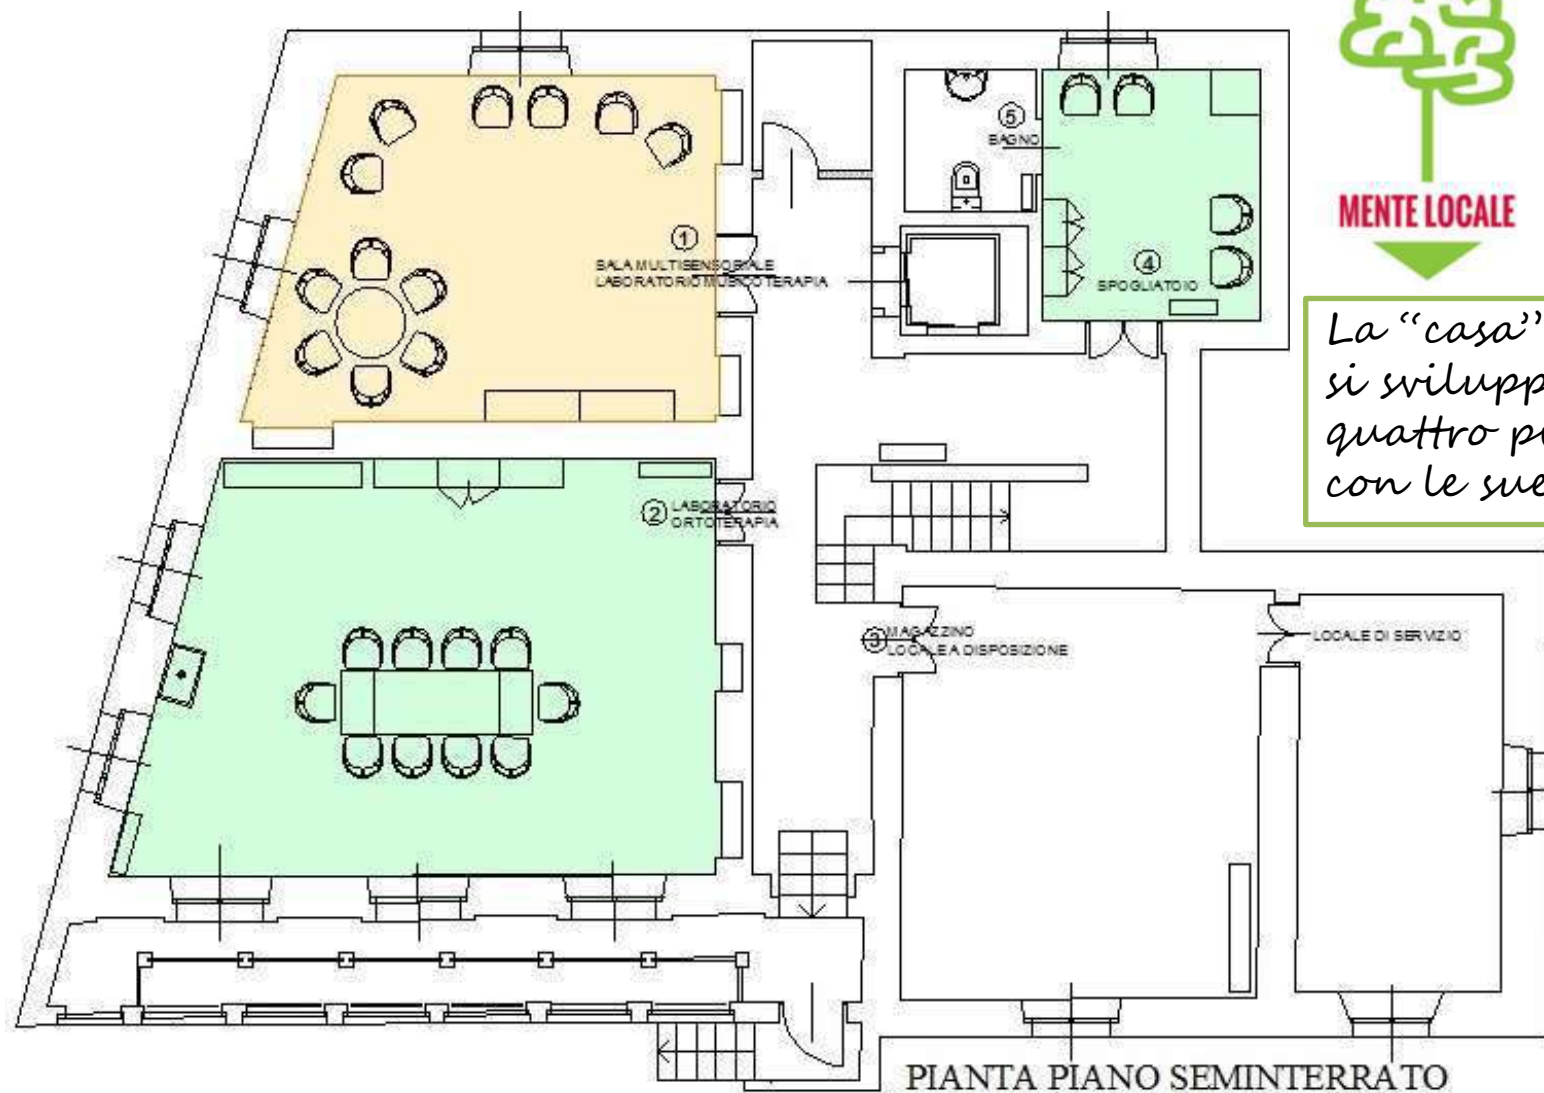 MENTE LOCALE
La “casa”
si svilupp
quattro p
con le sue
① 
SALA MULTISENSORIALE
LABORATORIO MUSICOTERAPIA
⑤
BAGNO
④
SPOGLIATOIO
② LABORATORIO
ORTOTERAPIA
③ MAGAZZINO
LOCALE A DISPOSIZIONE
LOCALE DI SERVIZIO
PIANTA PIANO SEMINTERRATO